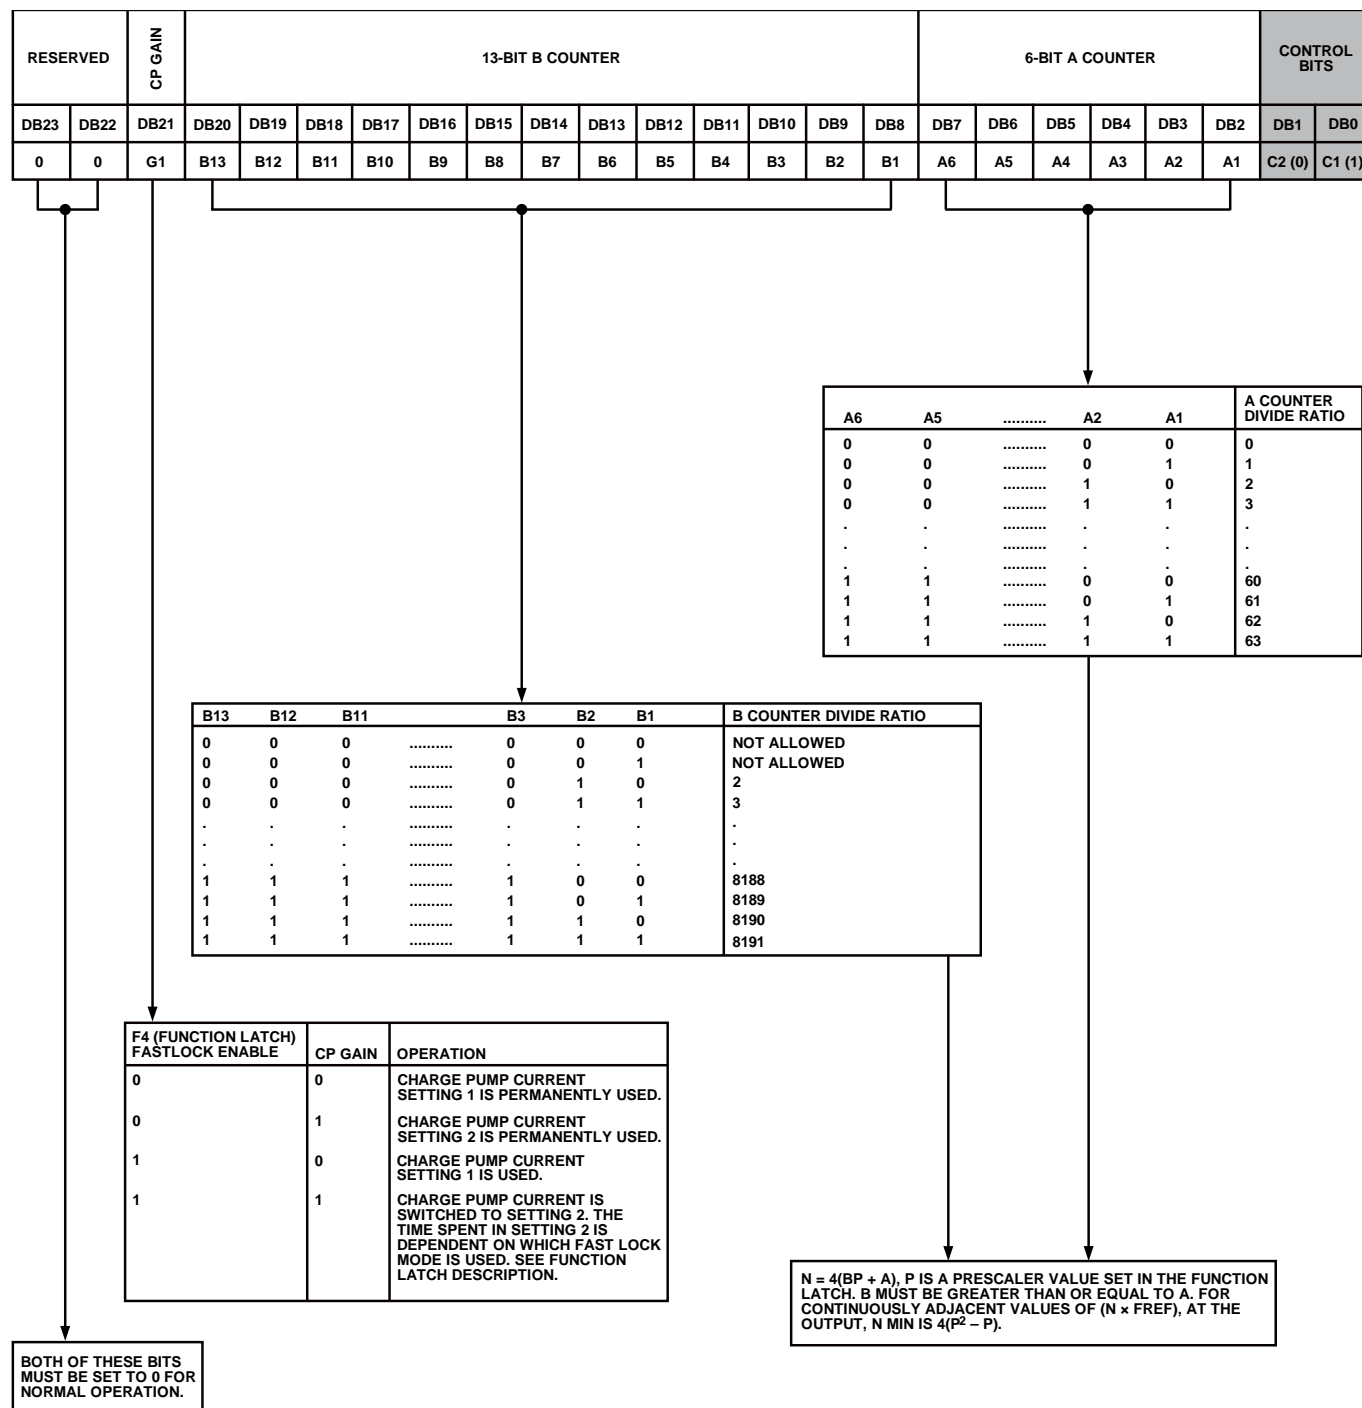 RESERVED
CP GAIN
13-BIT B COUNTER
6-BIT A COUNTER
CONTROL
BITS
DB23 DB22 DB21 DB20 DB19 DB18 DB17 DB16 DB15 DB14 DB13 DB12 DB11 DB10 DB9 DB8 DB7 DB6 DB5 DB4 DB3 DB2 DB1 DB0
0 0 G1 B13 B12 B11 B10 B9 B8 B7 B6 B5 B4 B3 B2 B1 A6 A5 A4 A3 A2 A1 C2 (0) C1 (1)
A6 A5 .......... A2 A1 A COUNTER
DIVIDE RATIO
0 0 .......... 0 0 0
0 0 .......... 0 1 1
0 0 .......... 1 0 2
0 0 .......... 1 1 3
. . .......... . . .
. . .......... . . .
. . .......... . . .
1 1 .......... 0 0 60
1 1 .......... 0 1 61
1 1 .......... 1 0 62
1 1 .......... 1 1 63
B13 B12 B11 B3 B2 B1 B COUNTER DIVIDE RATIO
0 0 0 .......... 0 0 0 NOT ALLOWED
0 0 0 .......... 0 0 1 NOT ALLOWED
0 0 0 .......... 0 1 0 2
0 0 0 .......... 0 1 1 3
. . . .......... . . . .
. . . .......... . . . .
. . . .......... . . . .
1 1 1 .......... 1 0 0 8188
1 1 1 .......... 1 0 1 8189
1 1 1 .......... 1 1 0 8190
1 1 1 .......... 1 1 1 8191
F4 (FUNCTION LATCH)
FASTLOCK ENABLE CP GAIN OPERATION
0 0 CHARGE PUMP CURRENT
SETTING 1 IS PERMANENTLY USED.
0 1 CHARGE PUMP CURRENT
SETTING 2 IS PERMANENTLY USED.
1 0 CHARGE PUMP CURRENT
SETTING 1 IS USED.
1 1 CHARGE PUMP CURRENT IS
SWITCHED TO SETTING 2. THE
TIME SPENT IN SETTING 2 IS
DEPENDENT ON WHICH FAST LOCK
MODE IS USED. SEE FUNCTION
LATCH DESCRIPTION.
N = 4(BP + A), P IS A PRESCALER VALUE SET IN THE FUNCTION
LATCH. B MUST BE GREATER THAN OR EQUAL TO A. FOR
CONTINUOUSLY ADJACENT VALUES OF (N × FREF), AT THE
OUTPUT, N MIN IS 4(P² – P).
BOTH OF THESE BITS
MUST BE SET TO 0 FOR
NORMAL OPERATION.